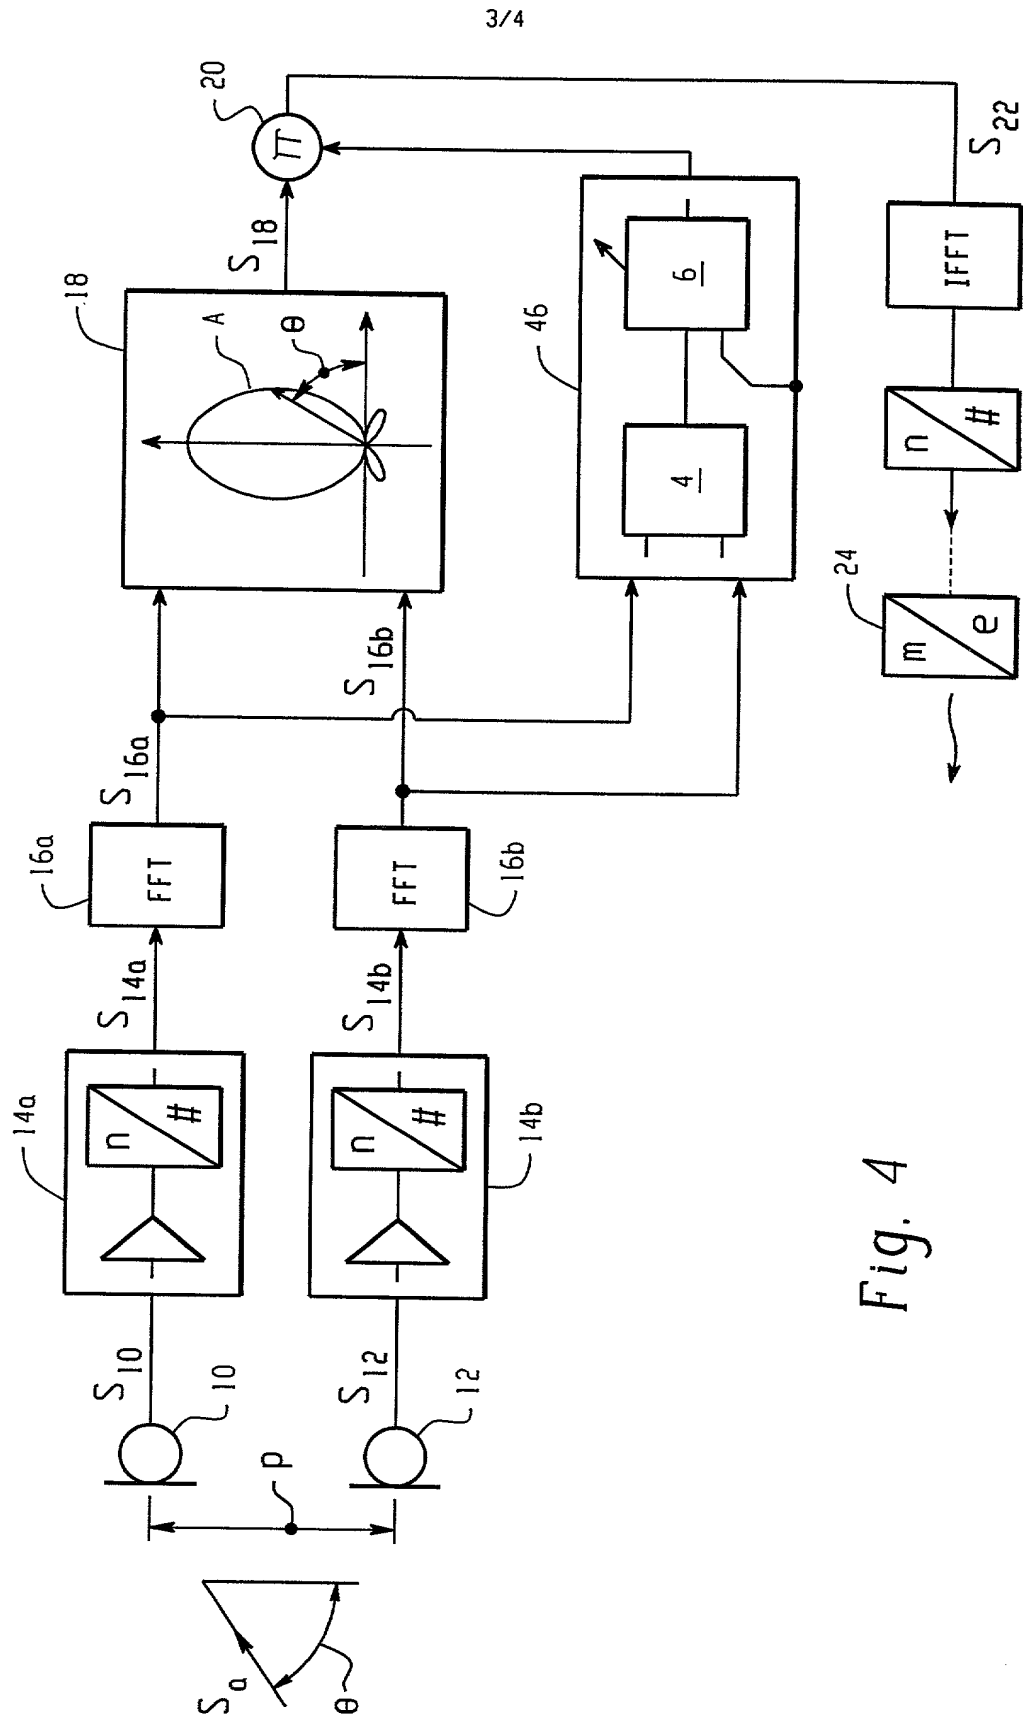 3/4
20
π
S22
S18
18
A
θ
46
6
4
IFFT
n
#
24
m
e
S16a
S16b
16a
FFT
16b
FFT
S14a
S14b
14a
n
#
14b
n
#
S10
10
S12
12
p
Sa
θ
Fig. 4